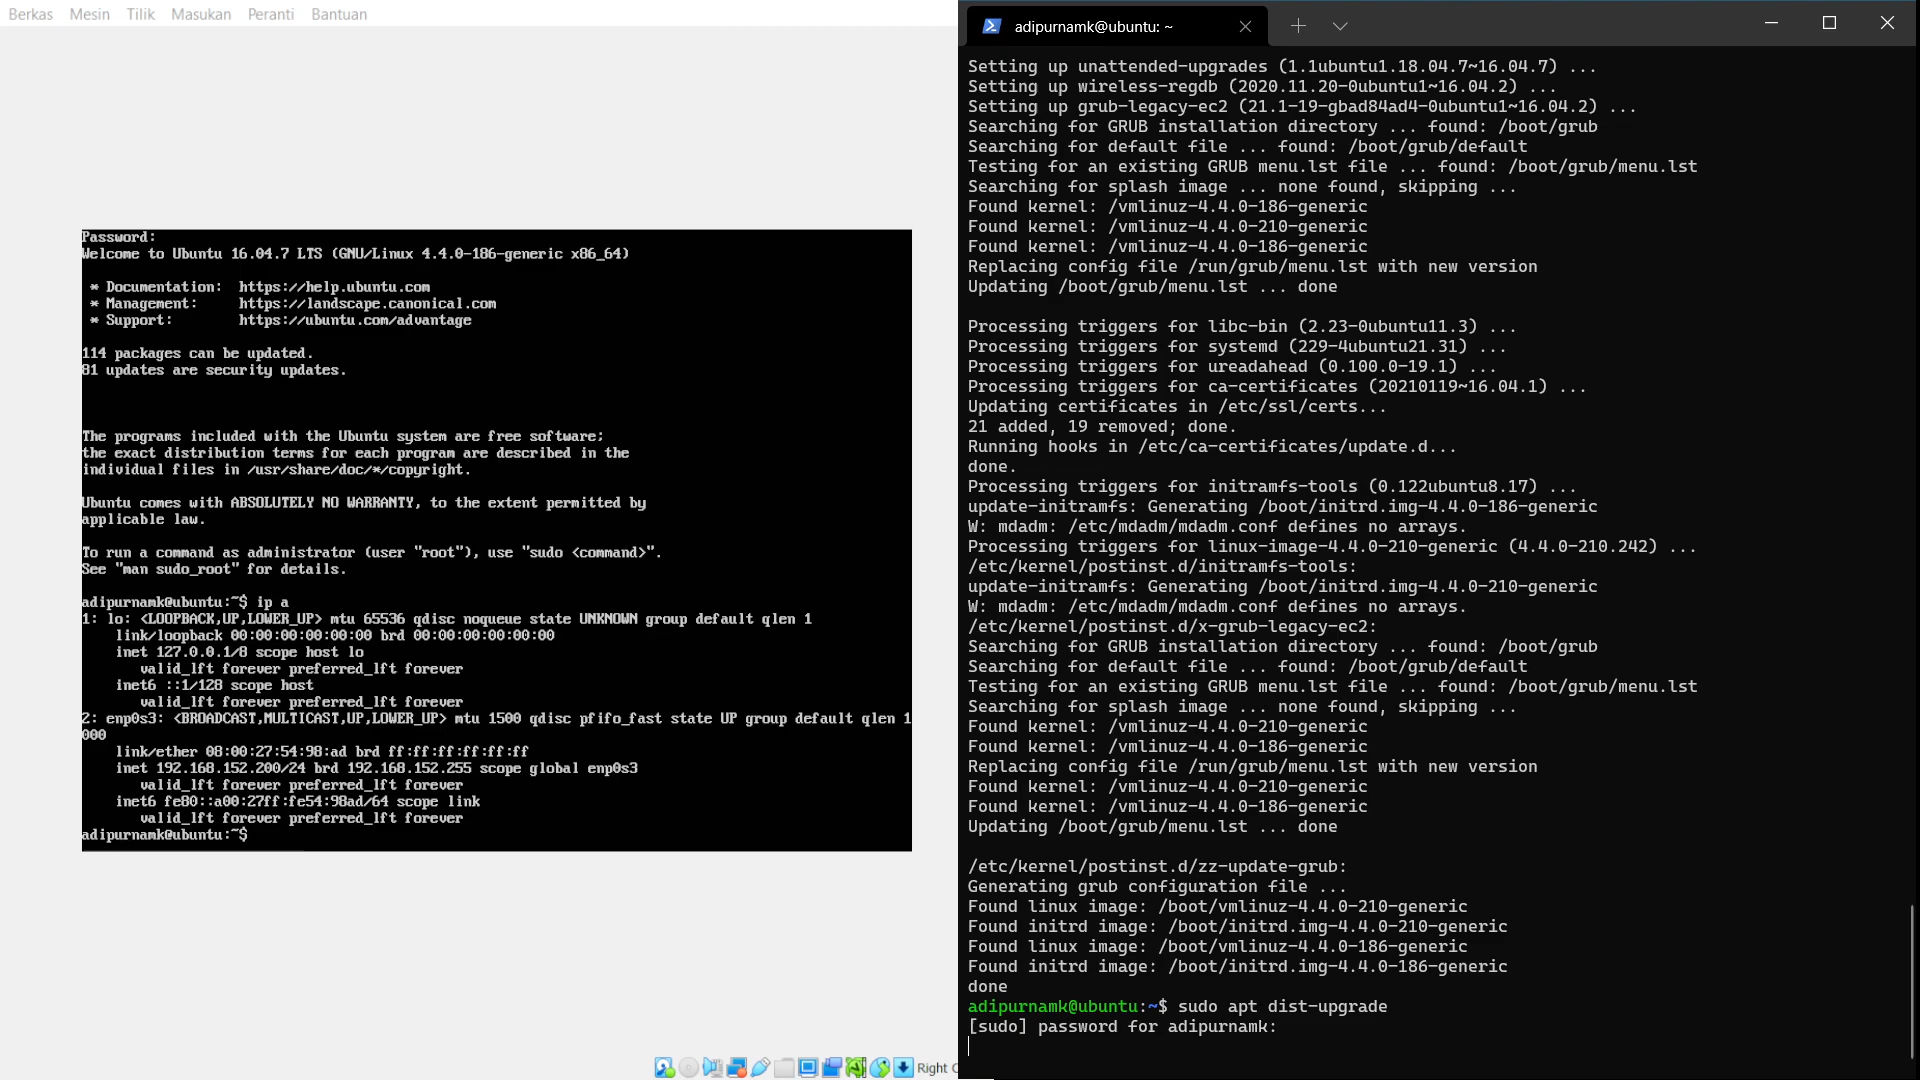 Berkas Mesin Tilik Masukan Peranti Bantuan
Password:
Welcome to Ubuntu 16.04.7 LTS (GNU/Linux 4.4.0-186-generic x86_64)
* Documentation: https://help.ubuntu.com
* Management: https://landscape.canonical.com
* Support: https://ubuntu.com/advantage
114 packages can be updated.
81 updates are security updates.
The programs included with the Ubuntu system are free software;
the exact distribution terms for each program are described in the
individual files in /usr/share/doc/*/copyright.
Ubuntu comes with ABSOLUTELY NO WARRANTY, to the extent permitted by
applicable law.
To run a command as administrator (user "root"), use "sudo <command>".
See "man sudo_root" for details.
adipurnamk@ubuntu:~$ ip a
1: lo: <LOOPBACK,UP,LOWER_UP> mtu 65536 qdisc noqueue state UNKNOWN group default qlen 1
link/loopback 00:00:00:00:00:00 brd 00:00:00:00:00:00
inet 127.0.0.1/8 scope host lo
valid_lft forever preferred_lft forever
inet6 ::1/128 scope host
valid_lft forever preferred_lft forever
2: enp0s3: <BROADCAST,MULTICAST,UP,LOWER_UP> mtu 1500 qdisc pfifo_fast state UP group default qlen 1
000
link/ether 08:00:27:54:98:ad brd ff:ff:ff:ff:ff:ff
inet 192.168.152.200/24 brd 192.168.152.255 scope global enp0s3
valid_lft forever preferred_lft forever
inet6 fe80::a00:27ff:fe54:98ad/64 scope link
valid_lft forever preferred_lft forever
adipurnamk@ubuntu:~$
Right C
adipurnamk@ubuntu: ~
Setting up unattended-upgrades (1.1ubuntu1.18.04.7~16.04.7) ...
Setting up wireless-regdb (2020.11.20-0ubuntu1~16.04.2) ...
Setting up grub-legacy-ec2 (21.1-19-gbad84ad4-0ubuntu1~16.04.2) ...
Searching for GRUB installation directory ... found: /boot/grub
Searching for default file ... found: /boot/grub/default
Testing for an existing GRUB menu.lst file ... found: /boot/grub/menu.lst
Searching for splash image ... none found, skipping ...
Found kernel: /vmlinuz-4.4.0-186-generic
Found kernel: /vmlinuz-4.4.0-210-generic
Found kernel: /vmlinuz-4.4.0-186-generic
Replacing config file /run/grub/menu.lst with new version
Updating /boot/grub/menu.lst ... done
Processing triggers for libc-bin (2.23-0ubuntu11.3) ...
Processing triggers for systemd (229-4ubuntu21.31) ...
Processing triggers for ureadahead (0.100.0-19.1) ...
Processing triggers for ca-certificates (20210119~16.04.1) ...
Updating certificates in /etc/ssl/certs...
21 added, 19 removed; done.
Running hooks in /etc/ca-certificates/update.d...
done.
Processing triggers for initramfs-tools (0.122ubuntu8.17) ...
update-initramfs: Generating /boot/initrd.img-4.4.0-186-generic
W: mdadm: /etc/mdadm/mdadm.conf defines no arrays.
Processing triggers for linux-image-4.4.0-210-generic (4.4.0-210.242) ...
/etc/kernel/postinst.d/initramfs-tools:
update-initramfs: Generating /boot/initrd.img-4.4.0-210-generic
W: mdadm: /etc/mdadm/mdadm.conf defines no arrays.
/etc/kernel/postinst.d/x-grub-legacy-ec2:
Searching for GRUB installation directory ... found: /boot/grub
Searching for default file ... found: /boot/grub/default
Testing for an existing GRUB menu.lst file ... found: /boot/grub/menu.lst
Searching for splash image ... none found, skipping ...
Found kernel: /vmlinuz-4.4.0-210-generic
Found kernel: /vmlinuz-4.4.0-186-generic
Replacing config file /run/grub/menu.lst with new version
Found kernel: /vmlinuz-4.4.0-210-generic
Found kernel: /vmlinuz-4.4.0-186-generic
Updating /boot/grub/menu.lst ... done
/etc/kernel/postinst.d/zz-update-grub:
Generating grub configuration file ...
Found linux image: /boot/vmlinuz-4.4.0-210-generic
Found initrd image: /boot/initrd.img-4.4.0-210-generic
Found linux image: /boot/vmlinuz-4.4.0-186-generic
Found initrd image: /boot/initrd.img-4.4.0-186-generic
done
adipurnamk@ubuntu:~$ sudo apt dist-upgrade
[sudo] password for adipurnamk: